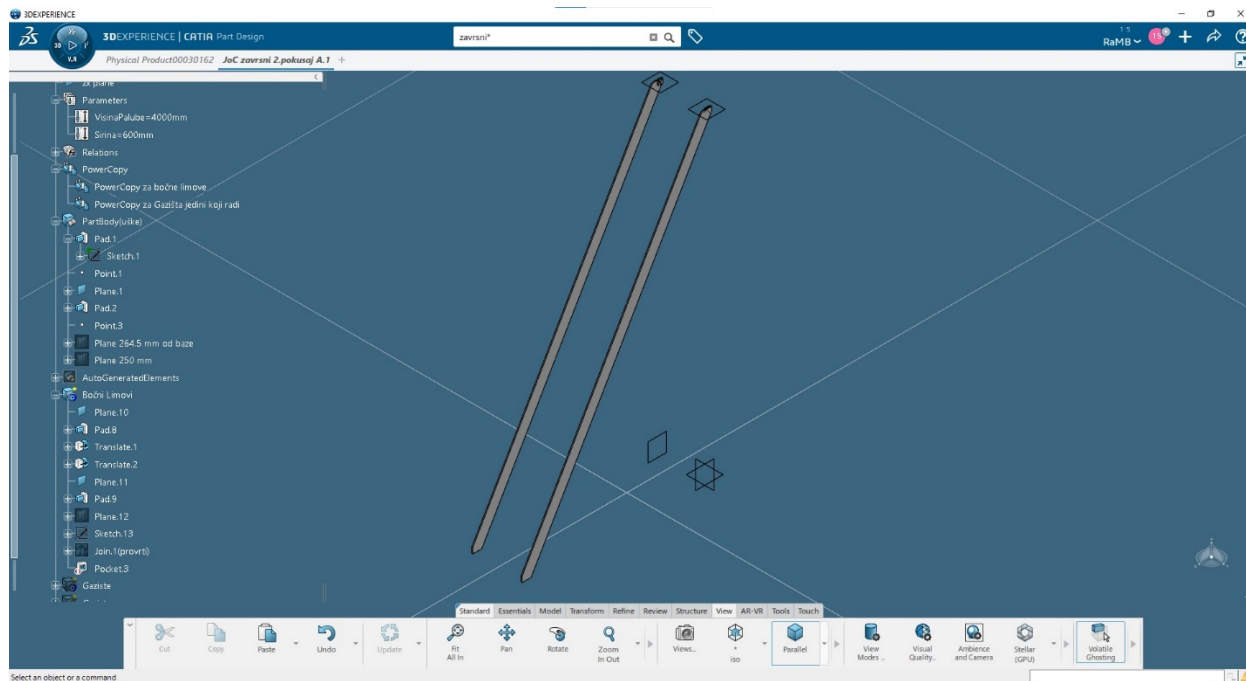 3DEXPERIENCE
3DEXPERIENCE | CATIA Part Design
zavrsni*
RaMB
Physical Product00030162
JoC zavrsni 2.pokusaj A.1
zx plane
Parameters
VisinaPalube=4000mm
Sirina=600mm
Relations
PowerCopy
PowerCopy za bočne limove
PowerCopy za Gazišta jedini koji radi
PartBody(uške)
Pad.1
Sketch.1
Point.1
Plane.1
Pad.2
Point.3
Plane 264.5 mm od baze
Plane 250 mm
AutoGeneratedElements
Bočni Limovi
Plane.10
Pad.8
Translate.1
Translate.2
Plane.11
Pad.9
Plane.12
Sketch.13
Join.1(provrti)
Pocket.3
Gaziste
Standard Essentials Model Transform Refine Review Structure View AR-VR Tools Touch
Cut
Copy
Paste
Undo
Update
Fit All In
Pan
Rotate
Zoom In Out
Views...
iso
Parallel
View Modes ...
Visual Quality...
Ambience and Camera
Stellar (GPU)
Volatile Ghosting
Select an object or a command